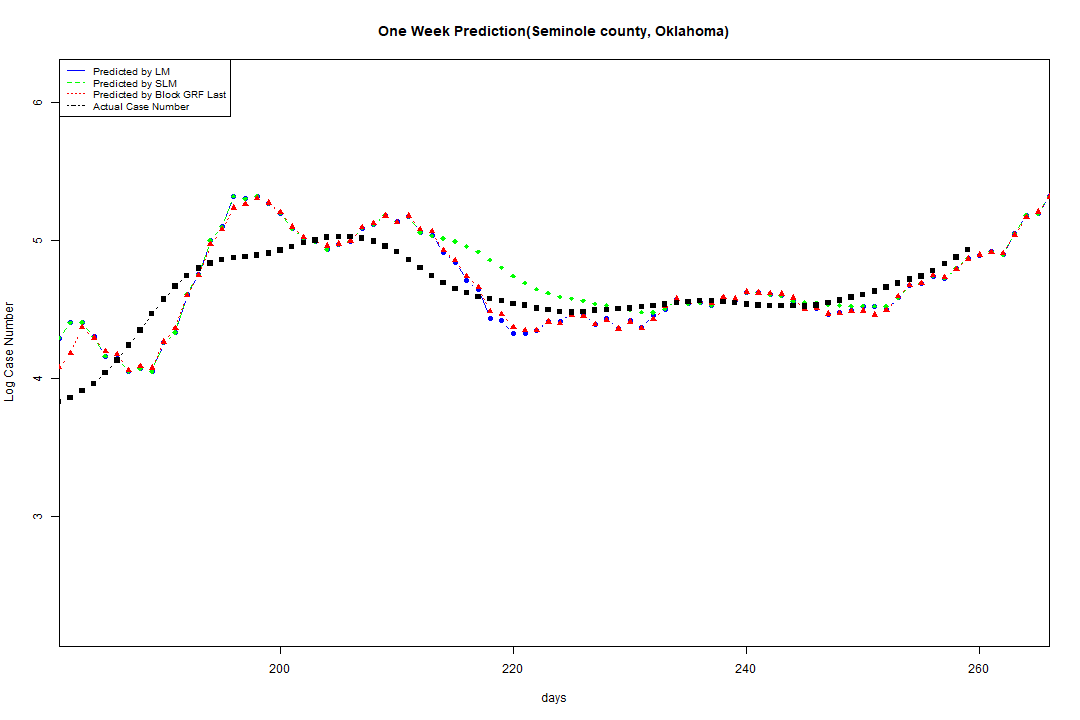 One Week Prediction(Seminole county, Oklahoma)
Predicted by LM
Predicted by SLM
Predicted by Block GRF Last
Actual Case Number
6
5
4
3
Log Case Number
200
220
240
260
days